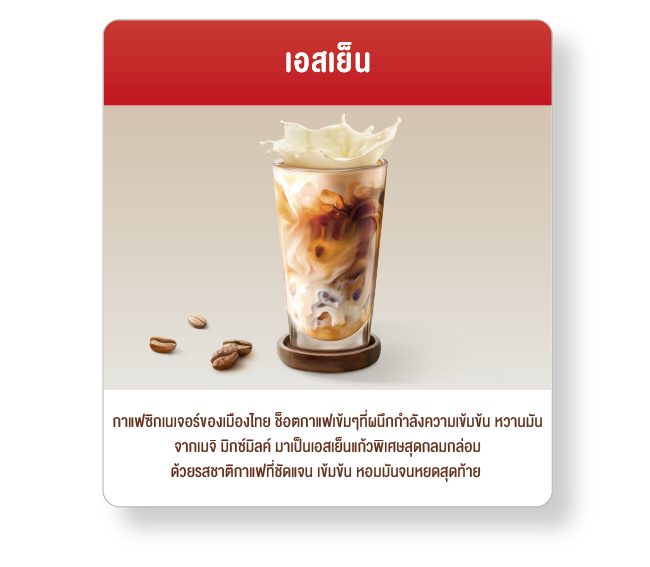 เอสเย็น
กาแฟซิกเนเจอร์ของเมืองไทย ช็อตกาแฟเข้มๆที่ผนึกกำลังความเข้มข้น หวานมัน
จากเมจิ มิกซ์มิลค์ มาเป็นเอสเย็นแก้วพิเศษสุดกลมกล่อม
ด้วยรสชาติกาแฟที่ชัดแจน เข้มข้น หอมมันจนหยดสุดท้าย